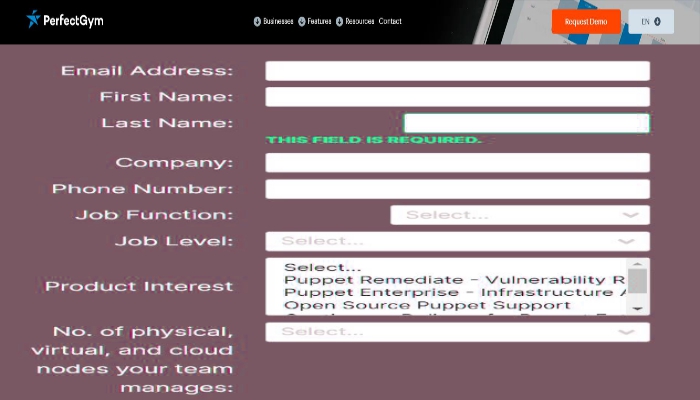 PerfectGym
Businesses Features Resources Contact
Request Demo
EN
Email Address:
First Name:
Last Name:
THIS FIELD IS REQUIRED.
Company:
Phone Number:
Job Function:
Select...
Job Level:
Select...
Product Interest
Select...
Puppet Remediate - Vulnerability R
Puppet Enterprise - Infrastructure
Open Source Puppet Support
No. of physical,
virtual, and cloud
nodes your team
manages:
Select...